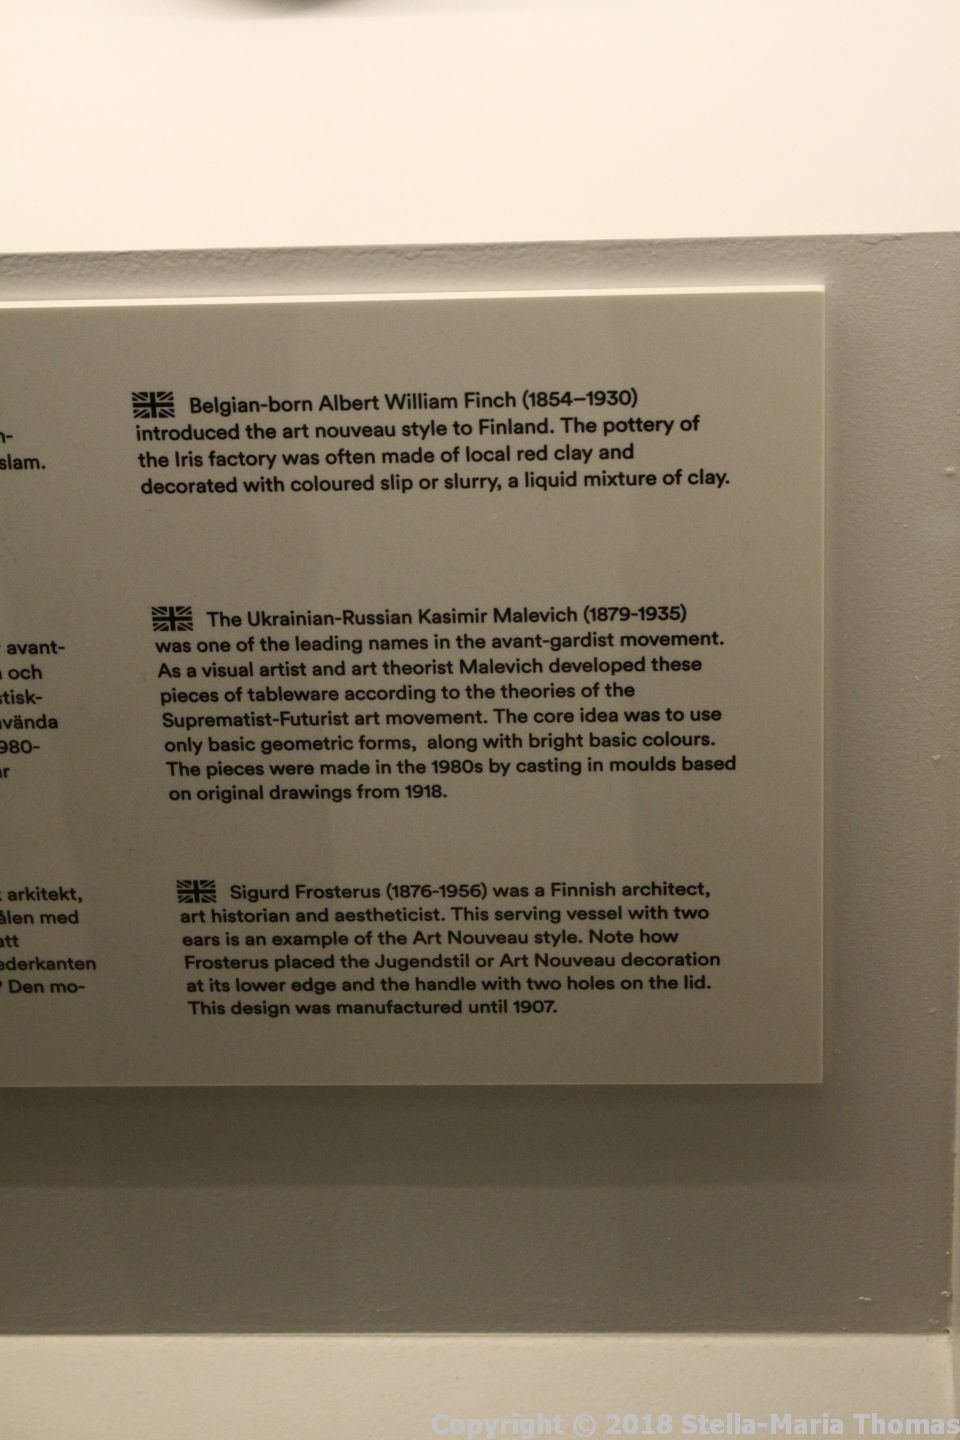 n-
slam.
Belgian-born Albert William Finch (1854–1930)
introduced the art nouveau style to Finland. The pottery of
the Iris factory was often made of local red clay and
decorated with coloured slip or slurry, a liquid mixture of clay.
avant-
och
stisk-
nvända
980-
ar
The Ukrainian-Russian Kasimir Malevich (1879-1935)
was one of the leading names in the avant-gardist movement.
As a visual artist and art theorist Malevich developed these
pieces of tableware according to the theories of the
Suprematist-Futurist art movement. The core idea was to use
only basic geometric forms, along with bright basic colours.
The pieces were made in the 1980s by casting in moulds based
on original drawings from 1918.
arkitekt,
ålen med
att
ederkanten
? Den mo-
Sigurd Frosterus (1876-1956) was a Finnish architect,
art historian and aestheticist. This serving vessel with two
ears is an example of the Art Nouveau style. Note how
Frosterus placed the Jugendstil or Art Nouveau decoration
at its lower edge and the handle with two holes on the lid.
This design was manufactured until 1907.
Copyright © 2018 Stella-Maria Thomas